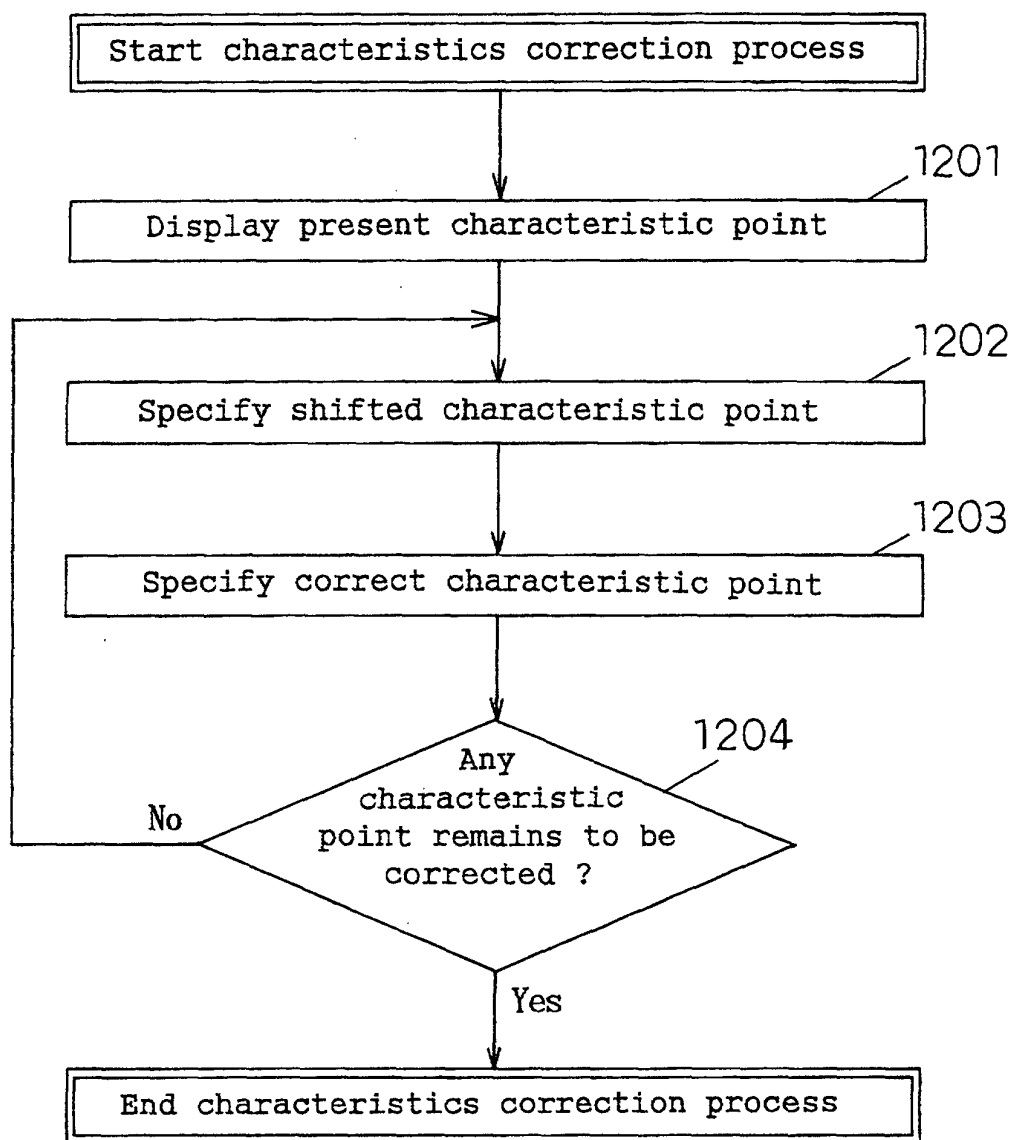 Start characteristics correction process
1201
Display present characteristic point
1202
Specify shifted characteristic point
1203
Specify correct characteristic point
1204
Any
characteristic
point remains to be
corrected ?
No
Yes
End characteristics correction process